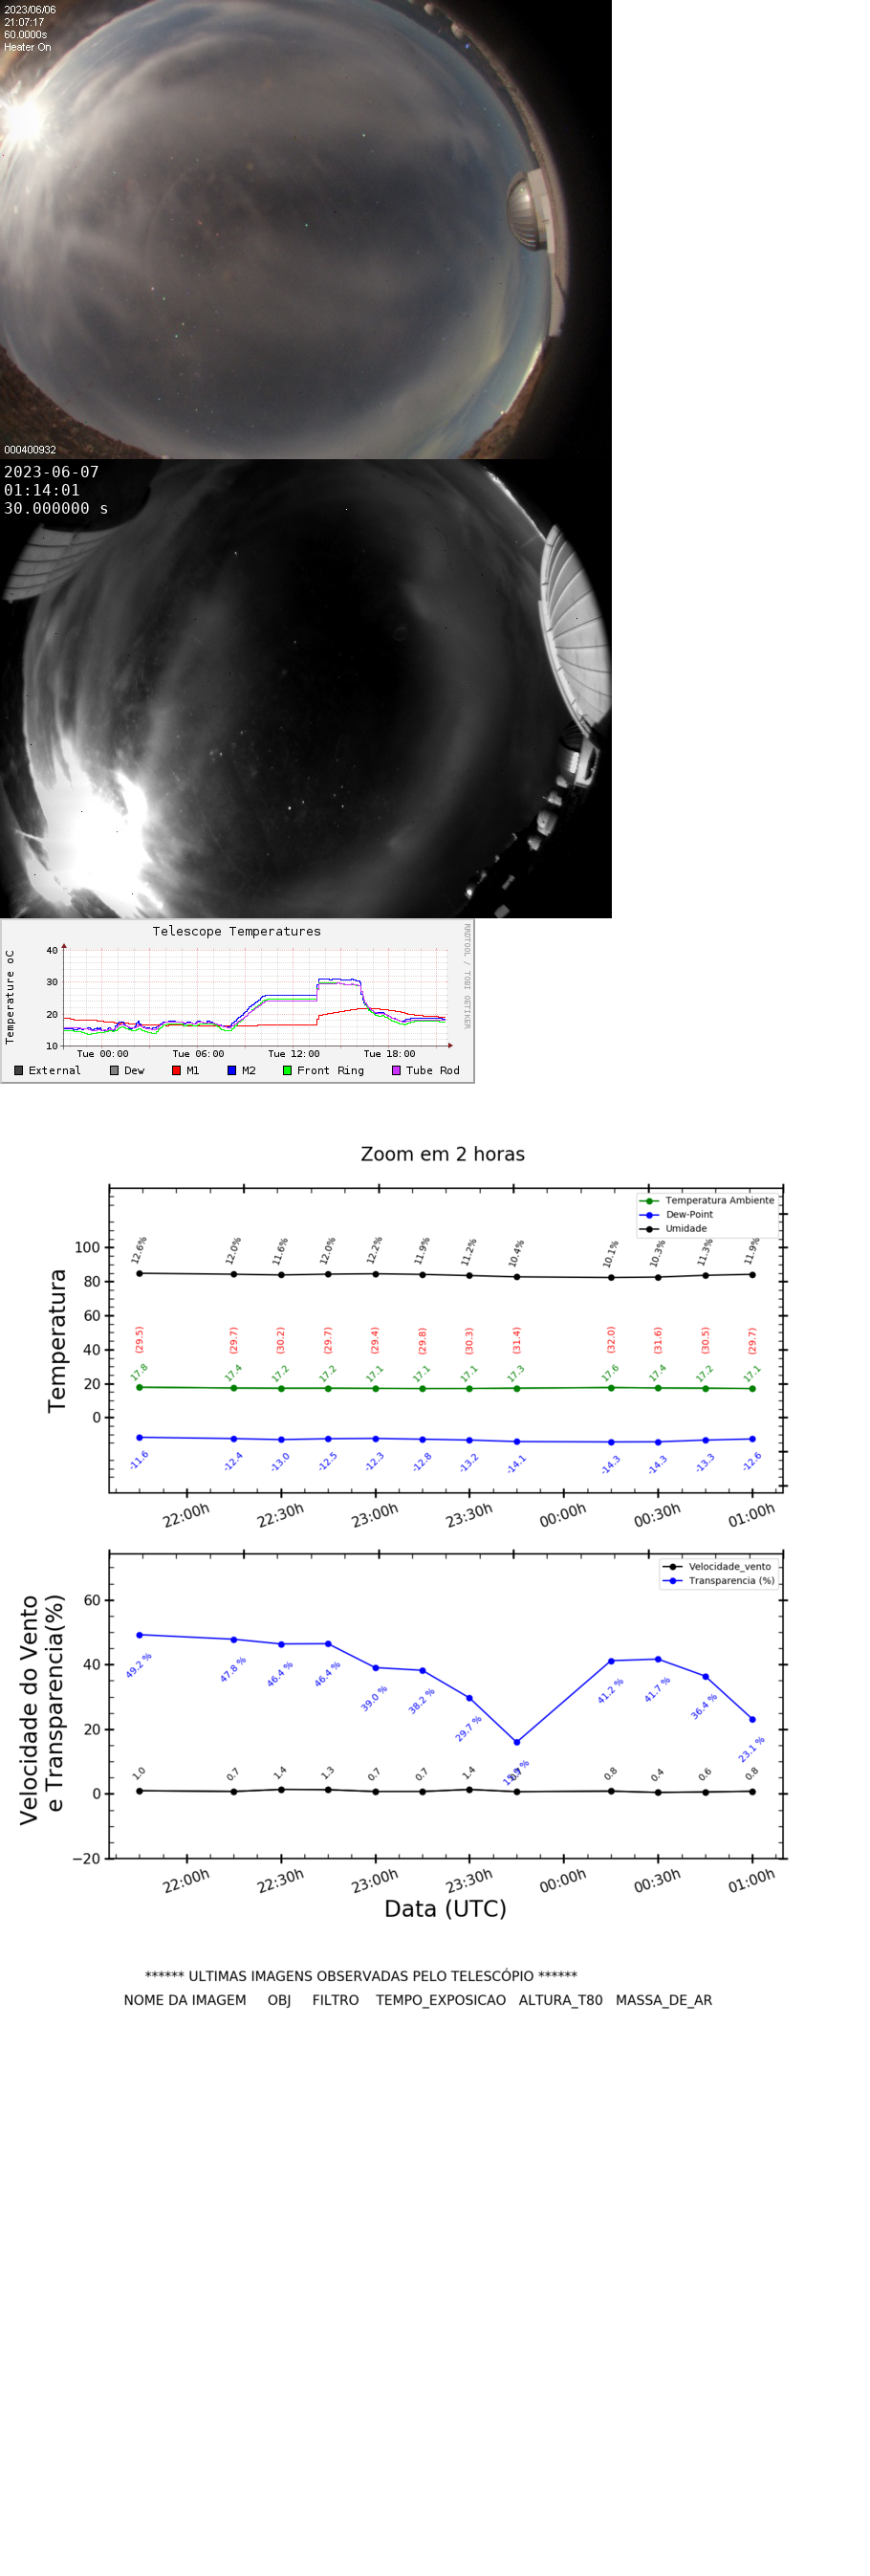 2023/06/06
21:07:17
60.0000s
Heater On
000400932
2023-06-07
01:14:01
30.000000 s
Telescope Temperatures
RRDTOOL / TOBI OETIKER
Temperature oC
40
30
20
10
Tue 00:00 Tue 06:00 Tue 12:00 Tue 18:00
External Dew M1 M2 Front Ring Tube Rod
Zoom em 2 horas
Temperatura Ambiente
Dew-Point
Umidade
Temperatura
100
80
60
40
20
0
12.6% 12.0% 11.6% 12.0% 12.2% 11.9% 11.2% 10.4% 10.1% 10.3% 11.3% 11.9%
(29.5) (29.7) (30.2) (29.7) (29.4) (29.8) (30.3) (31.4) (32.0) (31.6) (30.5) (29.7)
17.8 17.4 17.2 17.2 17.1 17.1 17.1 17.3 17.6 17.4 17.2 17.1
-11.6 -12.4 -13.0 -12.5 -12.3 -12.8 -13.2 -14.1 -14.3 -14.3 -13.3 -12.6
22:00h 22:30h 23:00h 23:30h 00:00h 00:30h 01:00h
Velocidade_vento
Transparencia (%)
Velocidade do Vento
e Transparencia(%)
60
40
20
0
−20
49.2 % 47.8 % 46.4 % 46.4 % 39.0 % 38.2 % 29.7 % 41.2 % 41.7 % 36.4 % 23.1 %
1.0 0.7 1.4 1.3 0.7 0.7 1.4 0.8 0.4 0.6 0.8
22:00h 22:30h 23:00h 23:30h 00:00h 00:30h 01:00h
Data (UTC)
****** ULTIMAS IMAGENS OBSERVADAS PELO TELESCÓPIO ******
NOME DA IMAGEM OBJ FILTRO TEMPO_EXPOSICAO ALTURA_T80 MASSA_DE_AR